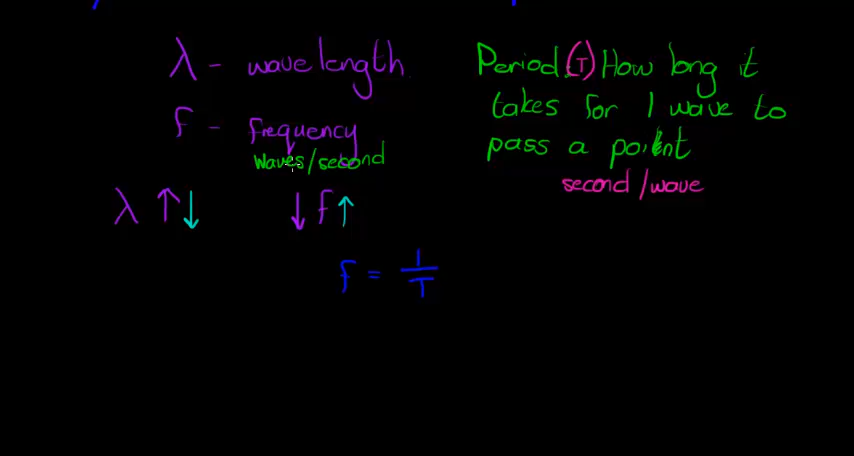 λ - wavelength
f - frequency
waves/second
Period (T) How long it
takes for 1 wave to
pass a point
second/wave
λ ↑ ↓ ↓ f ↑
f = 1/T